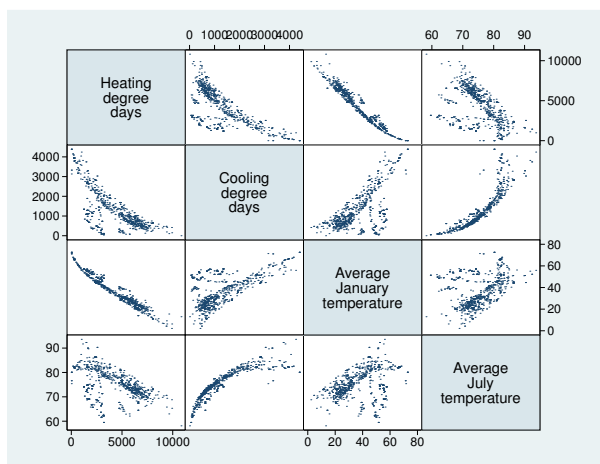 0 1000 2000 3000 4000
60 70 80 90
Heating
degree
days
10000
5000
0
4000
3000
2000
1000
0
Cooling
degree
days
Average
January
temperature
80
60
40
20
0
90
80
70
60
Average
July
temperature
0 5000 10000
0 20 40 60 80